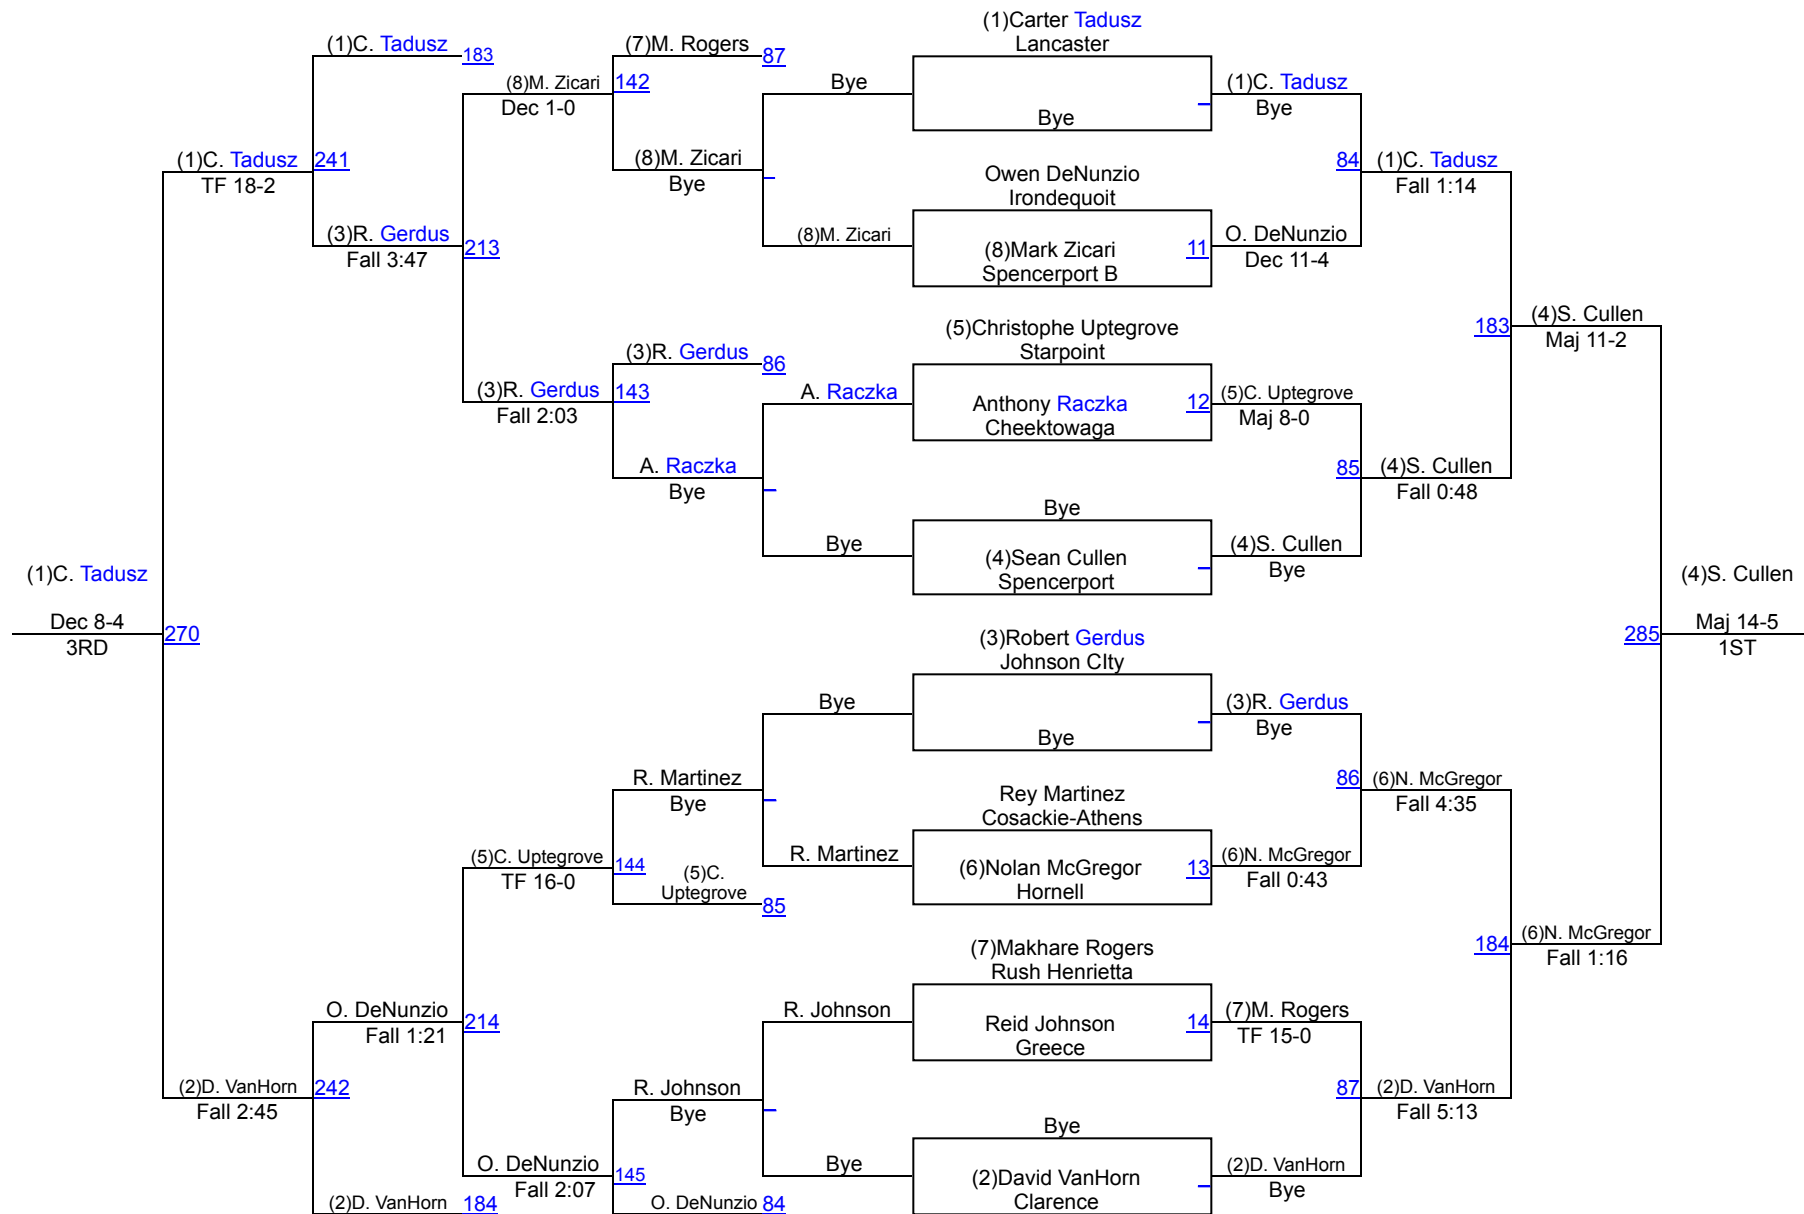 (1)Carter Tadusz
Lancaster
Bye
(1)C. Tadusz
183
(7)M. Rogers
87
(8)M. Zicari
Dec 1-0
142
Bye
(1)C. Tadusz
Bye
(1)C. Tadusz
TF 18-2
241
(8)M. Zicari
Bye
Owen DeNunzio
Irondequoit
84
(1)C. Tadusz
Fall 1:14
(3)R. Gerdus
Fall 3:47
213
(8)M. Zicari
(8)Mark Zicari
Spencerport B
11
O. DeNunzio
Dec 11-4
(5)Christophe Uptegrove
Starpoint
183
(4)S. Cullen
Maj 11-2
(3)R. Gerdus
86
(3)R. Gerdus
Fall 2:03
143
A. Raczka
Anthony Raczka
Cheektowaga
12
(5)C. Uptegrove
Maj 8-0
A. Raczka
Bye
85
(4)S. Cullen
Fall 0:48
Bye
Bye
(4)Sean Cullen
Spencerport
(4)S. Cullen
Bye
(1)C. Tadusz
Dec 8-4
3RD
270
(4)S. Cullen
Maj 14-5
1ST
285
(3)Robert Gerdus
Johnson CIty
Bye
Bye
(3)R. Gerdus
Bye
R. Martinez
Bye
Rey Martinez
Cosackie-Athens
86
(6)N. McGregor
Fall 4:35
(5)C. Uptegrove
TF 16-0
144
R. Martinez
(6)Nolan McGregor
Hornell
13
(6)N. McGregor
Fall 0:43
(5)C.
Uptegrove
85
(7)Makhare Rogers
Rush Henrietta
184
(6)N. McGregor
Fall 1:16
O. DeNunzio
Fall 1:21
214
R. Johnson
Reid Johnson
Greece
14
(7)M. Rogers
TF 15-0
(2)D. VanHorn
Fall 2:45
242
R. Johnson
Bye
87
(2)D. VanHorn
Fall 5:13
Bye
O. DeNunzio
Fall 2:07
145
Bye
(2)David VanHorn
Clarence
(2)D. VanHorn
Bye
(2)D. VanHorn
184
O. DeNunzio
84